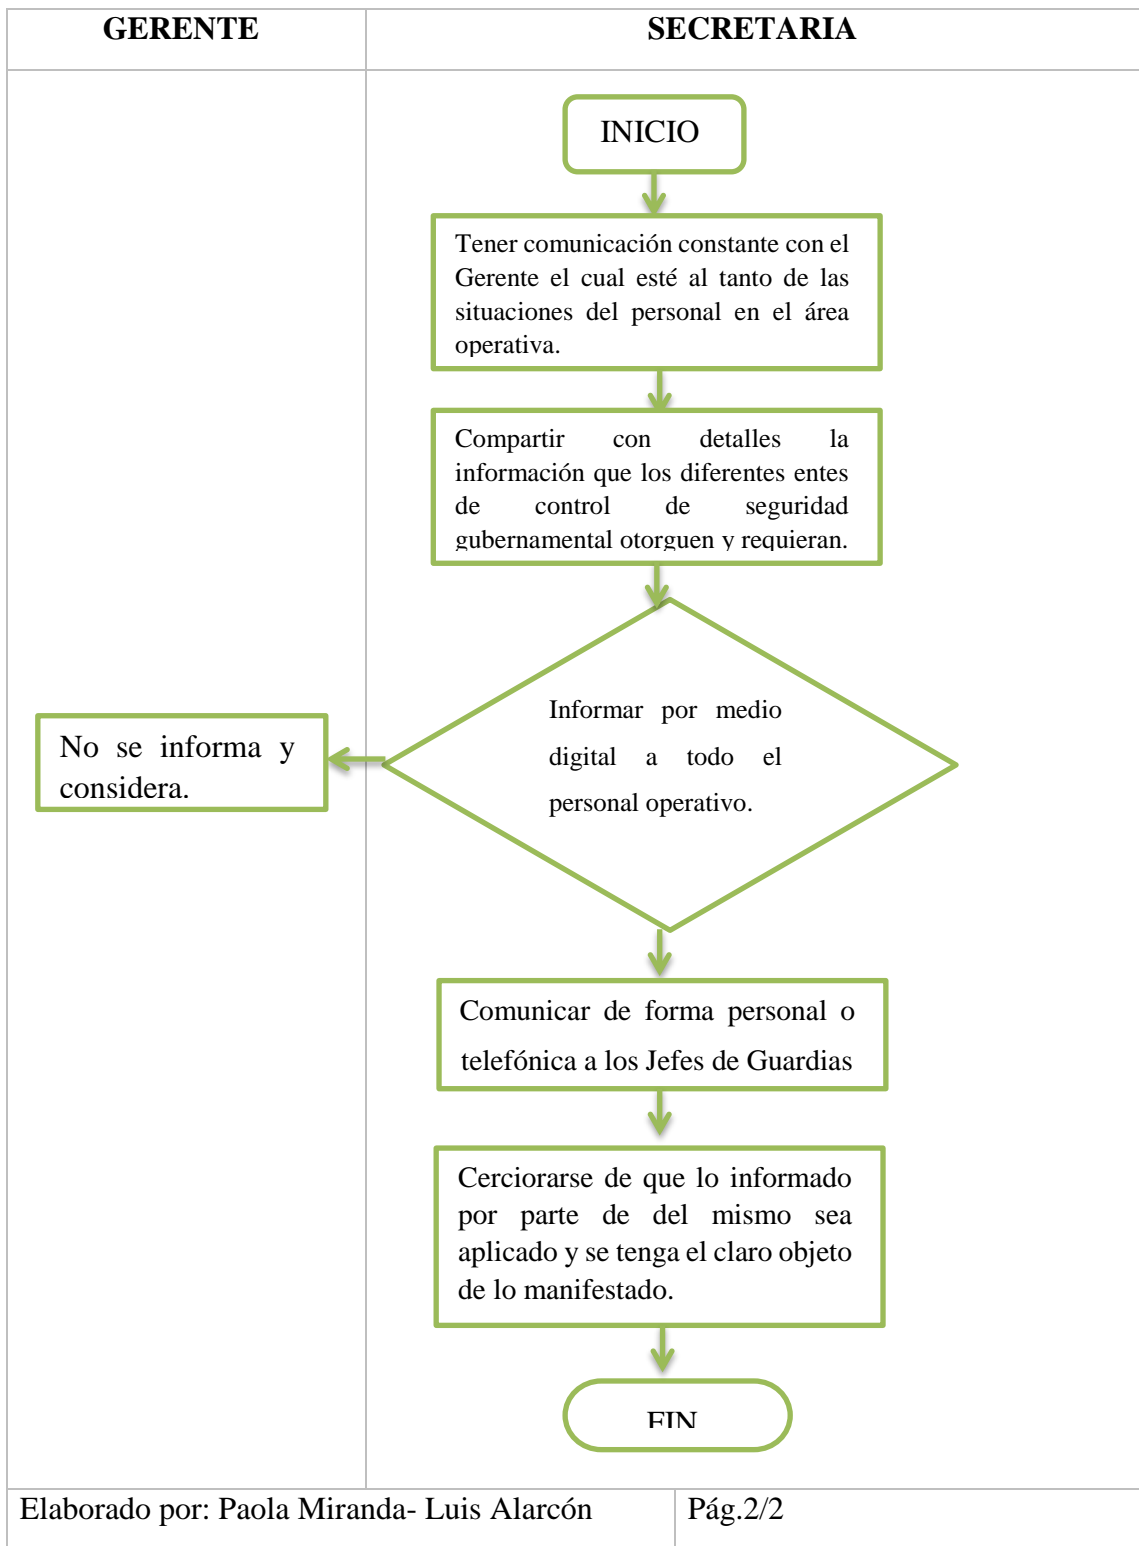 GERENTE
SECRETARIA
INICIO
Tener comunicación constante con el
Gerente el cual esté al tanto de las
situaciones del personal en el área
operativa.
Compartir con detalles la
información que los diferentes entes
de control de seguridad
gubernamental otorguen y requieran.
Informar por medio
digital a todo el
personal operativo.
No se informa y
considera.
Comunicar de forma personal o
telefónica a los Jefes de Guardias
Cerciorarse de que lo informado
por parte de del mismo sea
aplicado y se tenga el claro objeto
de lo manifestado.
FIN
Elaborado por: Paola Miranda- Luis Alarcón
Pág.2/2